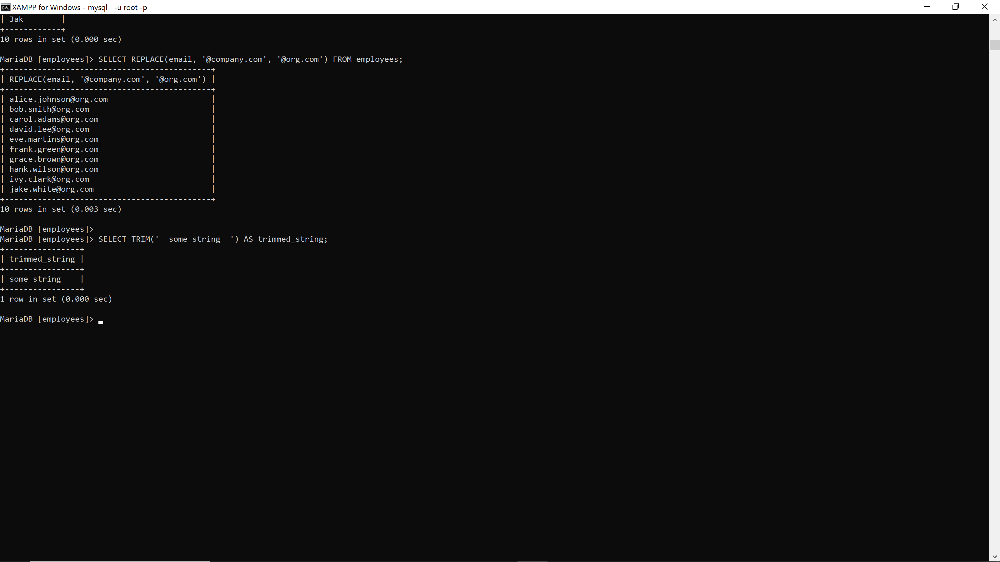 XAMPP for Windows - mysql   -u root -p
| Jak        |
+------------+
10 rows in set (0.000 sec)
MariaDB [employees]> SELECT REPLACE(email, '@company.com', '@org.com') FROM employees;
+--------------------------------------------+
| REPLACE(email, '@company.com', '@org.com') |
+--------------------------------------------+
| alice.johnson@org.com                      |
| bob.smith@org.com                          |
| carol.adams@org.com                        |
| david.lee@org.com                          |
| eve.martins@org.com                        |
| frank.green@org.com                        |
| grace.brown@org.com                        |
| hank.wilson@org.com                        |
| ivy.clark@org.com                          |
| jake.white@org.com                         |
+--------------------------------------------+
10 rows in set (0.003 sec)
MariaDB [employees]>
MariaDB [employees]> SELECT TRIM('  some string  ') AS trimmed_string;
+----------------+
| trimmed_string |
+----------------+
| some string    |
+----------------+
1 row in set (0.000 sec)
MariaDB [employees]>